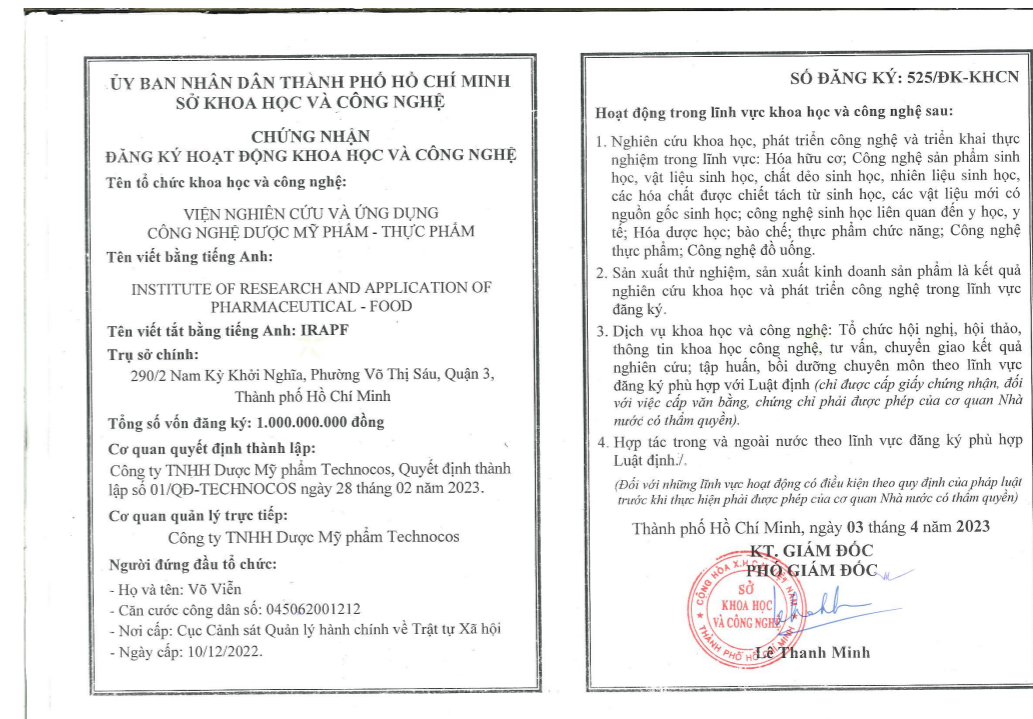 ỦY BAN NHÂN DÂN THÀNH PHỐ HỒ CHÍ MINH
SỞ KHOA HỌC VÀ CÔNG NGHỆ
CHỨNG NHẬN
ĐĂNG KÝ HOẠT ĐỘNG KHOA HỌC VÀ CÔNG NGHỆ
Tên tổ chức khoa học và công nghệ:
VIỆN NGHIÊN CỨU VÀ ỨNG DỤNG
CÔNG NGHỆ DƯỢC MỸ PHẨM - THỰC PHẨM
Tên viết bằng tiếng Anh:
INSTITUTE OF RESEARCH AND APPLICATION OF
PHARMACEUTICAL - FOOD
Tên viết tắt bằng tiếng Anh: IRAPF
Trụ sở chính:
290/2 Nam Kỳ Khởi Nghĩa, Phường Võ Thị Sáu, Quận 3,
Thành phố Hồ Chí Minh
Tổng số vốn đăng ký: 1.000.000.000 đồng
Cơ quan quyết định thành lập:
Công ty TNHH Dược Mỹ phẩm Technocos, Quyết định thành
lập số 01/QĐ-TECHNOCOS ngày 28 tháng 02 năm 2023.
Cơ quan quản lý trực tiếp:
Công ty TNHH Dược Mỹ phẩm Technocos
Người đứng đầu tổ chức:
- Họ và tên: Võ Viễn
- Căn cước công dân số: 045062001212
- Nơi cấp: Cục Cảnh sát Quản lý hành chính về Trật tự Xã hội
- Ngày cấp: 10/12/2022.
SỐ ĐĂNG KÝ: 525/ĐK-KHCN
Hoạt động trong lĩnh vực khoa học và công nghệ sau:
1. Nghiên cứu khoa học, phát triển công nghệ và triển khai thực
nghiệm trong lĩnh vực: Hóa hữu cơ; Công nghệ sản phẩm sinh
học, vật liệu sinh học, chất dẻo sinh học, nhiên liệu sinh học,
các hóa chất được chiết tách từ sinh học, các vật liệu mới có
nguồn gốc sinh học; công nghệ sinh học liên quan đến y học, y
tế; Hóa dược học; bào chế; thực phẩm chức năng; Công nghệ
thực phẩm; Công nghệ đồ uống.
2. Sản xuất thử nghiệm, sản xuất kinh doanh sản phẩm là kết quả
nghiên cứu khoa học và phát triển công nghệ trong lĩnh vực
đăng ký.
3. Dịch vụ khoa học và công nghệ: Tổ chức hội nghị, hội thảo,
thông tin khoa học công nghệ, tư vấn, chuyển giao kết quả
nghiên cứu; tập huấn, bồi dưỡng chuyên môn theo lĩnh vực
đăng ký phù hợp với Luật định (chỉ được cấp giấy chứng nhận, đối
với việc cấp văn bằng, chứng chỉ phải được phép của cơ quan Nhà
nước có thẩm quyền).
4. Hợp tác trong và ngoài nước theo lĩnh vực đăng ký phù hợp
Luật định./.
(Đối với những lĩnh vực hoạt động có điều kiện theo quy định của pháp luật
trước khi thực hiện phải được phép của cơ quan Nhà nước có thẩm quyền)
Thành phố Hồ Chí Minh, ngày 03 tháng 4 năm 2023
KT. GIÁM ĐỐC
PHÓ GIÁM ĐỐC
CỘNG HÒA X.H.C.N VIỆT NAM
SỞ
KHOA HỌC
VÀ CÔNG NGHỆ
THÀNH PHỐ HỒ CHÍ MINH
Lê Thanh Minh